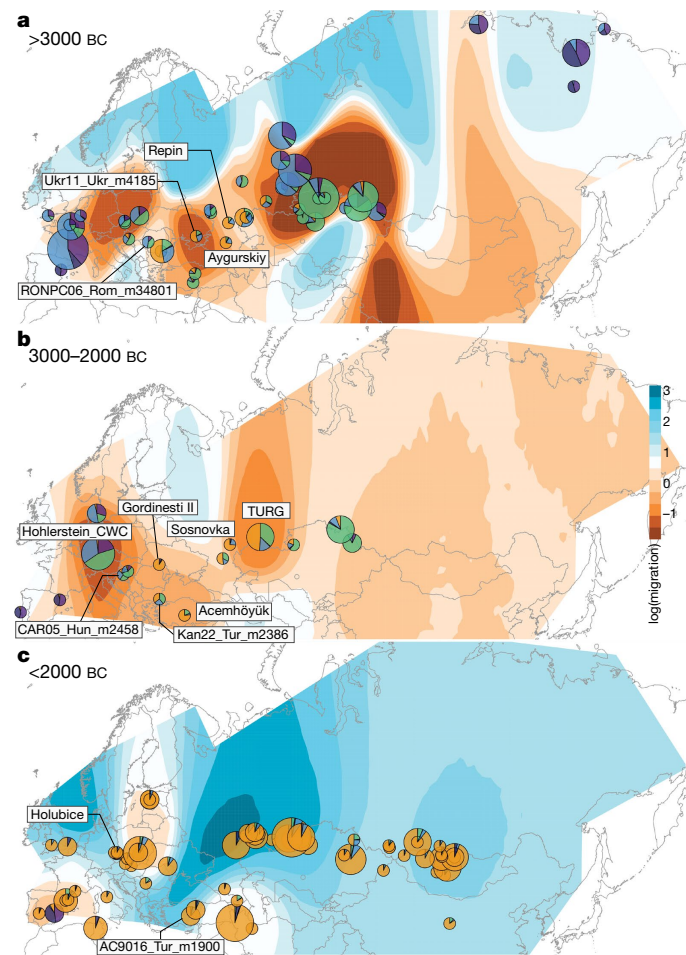 a
>3000 BC
Repin
Ukr11_Ukr_m4185
Aygurskiy
RONPC06_Rom_m34801
b
3000–2000 BC
Gordinesti II
TURG
Hohlerstein_CWC
Sosnovka
Acemhöyük
CAR05_Hun_m2458
Kan22_Tur_m2386
3
2
1
0
−1
log(migration)
c
<2000 BC
Holubice
AC9016_Tur_m1900